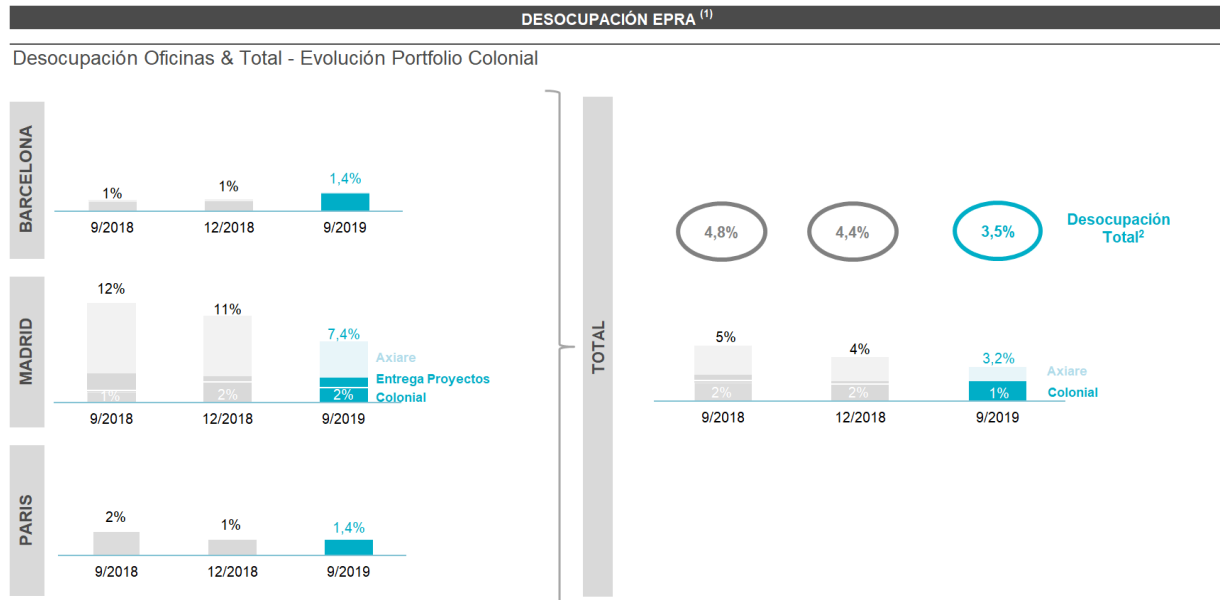 DESOCUPACIÓN EPRA (1)
Desocupación Oficinas & Total - Evolución Portfolio Colonial
BARCELONA
1%
1%
1,4%
9/2018
12/2018
9/2019
MADRID
12%
11%
7,4%
Axiare
Entrega Proyectos
1%
2%
2%
Colonial
9/2018
12/2018
9/2019
PARIS
2%
1%
1,4%
9/2018
12/2018
9/2019
TOTAL
4,8%
4,4%
3,5%
Desocupación
Total2
5%
4%
3,2%
Axiare
2%
2%
1%
Colonial
9/2018
12/2018
9/2019